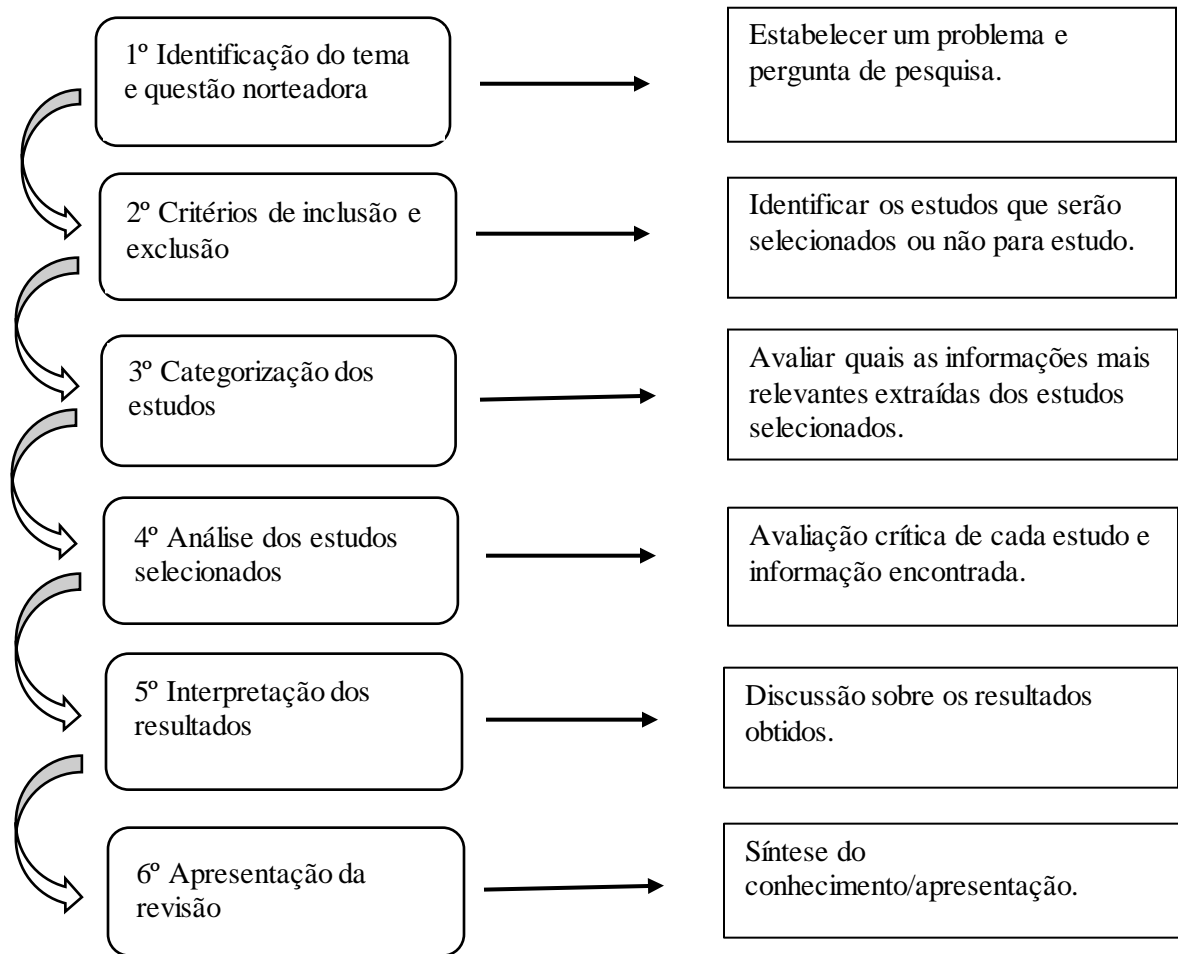 1º Identificação do tema
e questão norteadora
Estabelecer um problema e
pergunta de pesquisa.
2º Critérios de inclusão e
exclusão
Identificar os estudos que serão
selecionados ou não para estudo.
3º Categorização dos
estudos
Avaliar quais as informações mais
relevantes extraídas dos estudos
selecionados.
4º Análise dos estudos
selecionados
Avaliação crítica de cada estudo e
informação encontrada.
5º Interpretação dos
resultados
Discussão sobre os resultados
obtidos.
6º Apresentação da
revisão
Síntese do
conhecimento/apresentação.